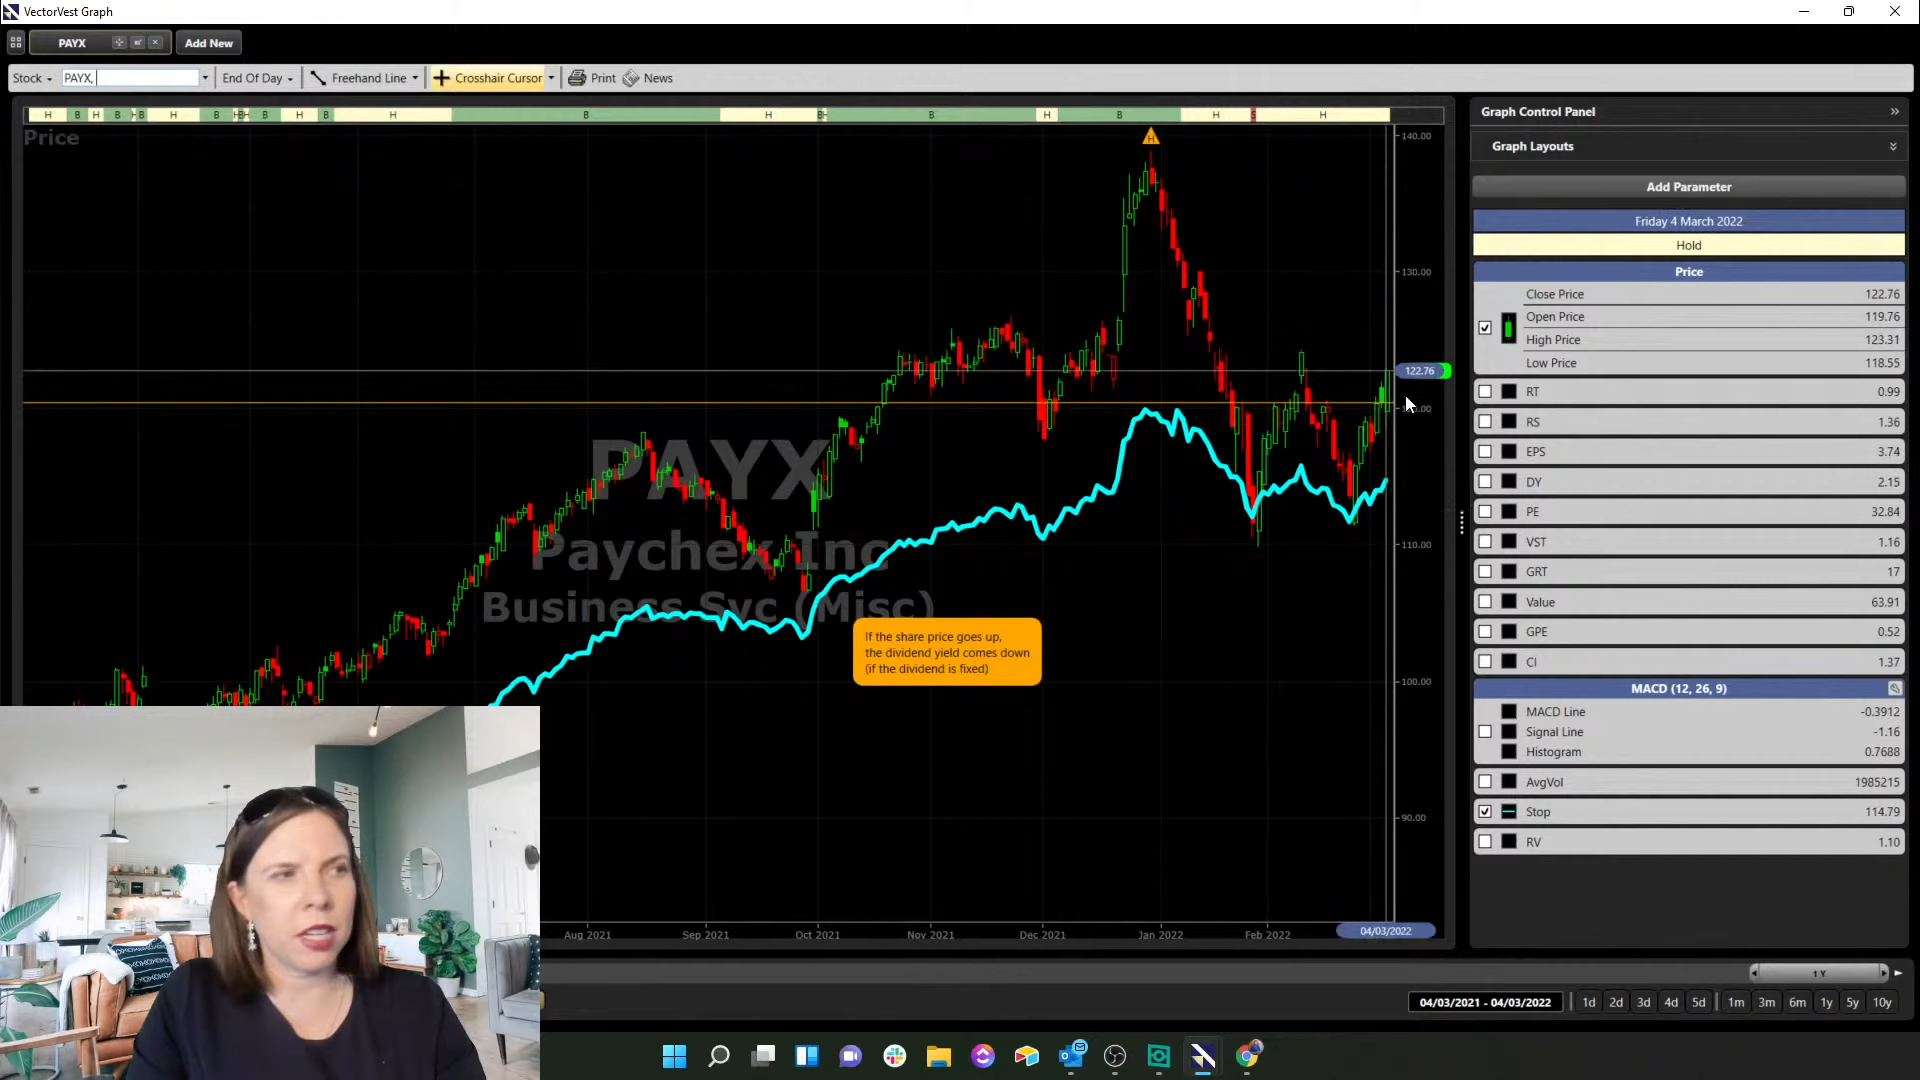 VectorVest Graph
PAYX
Add New
Stock
PAYX,
End Of Day
Freehand Line
Crosshair Cursor
Print
News
H B H B H B H B H B B H B H B H B H B H B H S H
Price
140.00
130.00
122.76
110.00
100.00
90.00
PAYX
Paychex Inc
Business Svc (Misc)
If the share price goes up,
the dividend yield comes down
(if the dividend is fixed)
Aug 2021
Sep 2021
Oct 2021
Nov 2021
Dec 2021
Jan 2022
Feb 2022
04/03/2022
Graph Control Panel
Graph Layouts
Add Parameter
Friday 4 March 2022
Hold
Price
Close Price 122.76
Open Price 119.76
High Price 123.31
Low Price 118.55
RT 0.99
RS 1.36
EPS 3.74
DY 2.15
PE 32.84
VST 1.16
GRT 17
Value 63.91
GPE 0.52
CI 1.37
MACD (12, 26, 9)
MACD Line -0.3912
Signal Line -1.16
Histogram 0.7688
AvgVol 1985215
Stop 114.79
RV 1.10
1 Y
04/03/2021 - 04/03/2022
1d 2d 3d 4d 5d 1m 3m 6m 1y 5y 10y